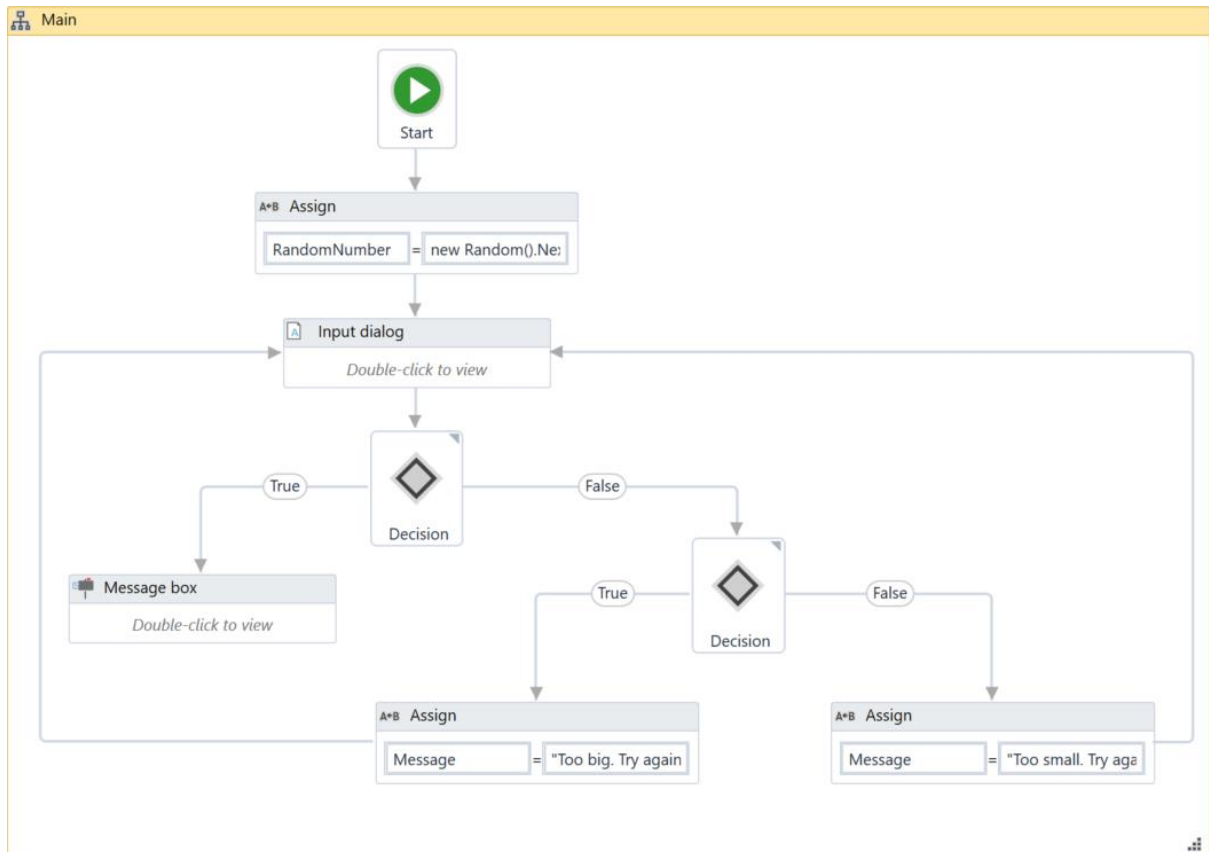 Main
Start
A+B Assign
RandomNumber = new Random().Nex
Input dialog
Double-click to view
True
False
Decision
Message box
Double-click to view
True
False
Decision
A+B Assign
Message = "Too big. Try again
A+B Assign
Message = "Too small. Try aga